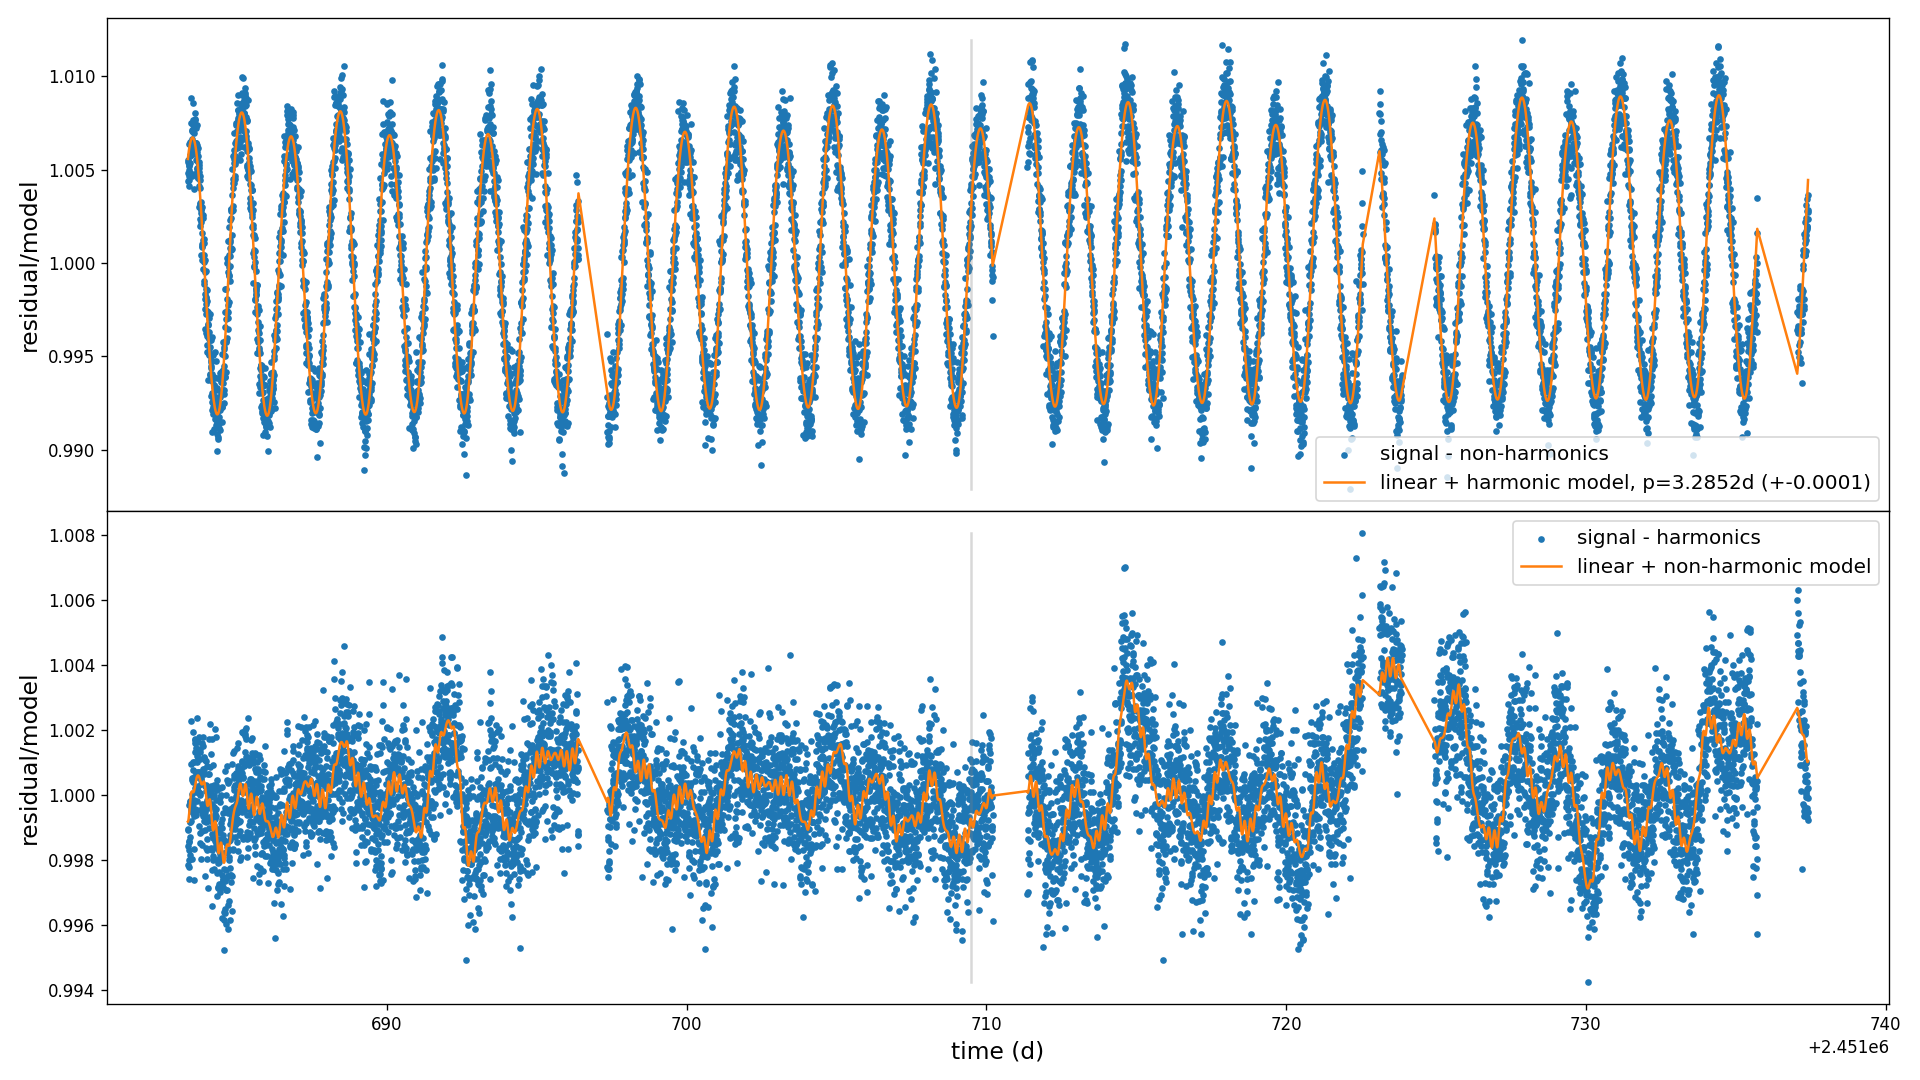 1.010
1.005
1.000
0.995
0.990
residual/model
signal - non-harmonics
linear + harmonic model, p=3.2852d (+-0.0001)
1.008
1.006
1.004
1.002
1.000
0.998
0.996
0.994
residual/model
signal - harmonics
linear + non-harmonic model
690
700
710
720
730
740
time (d)
+2.451e6